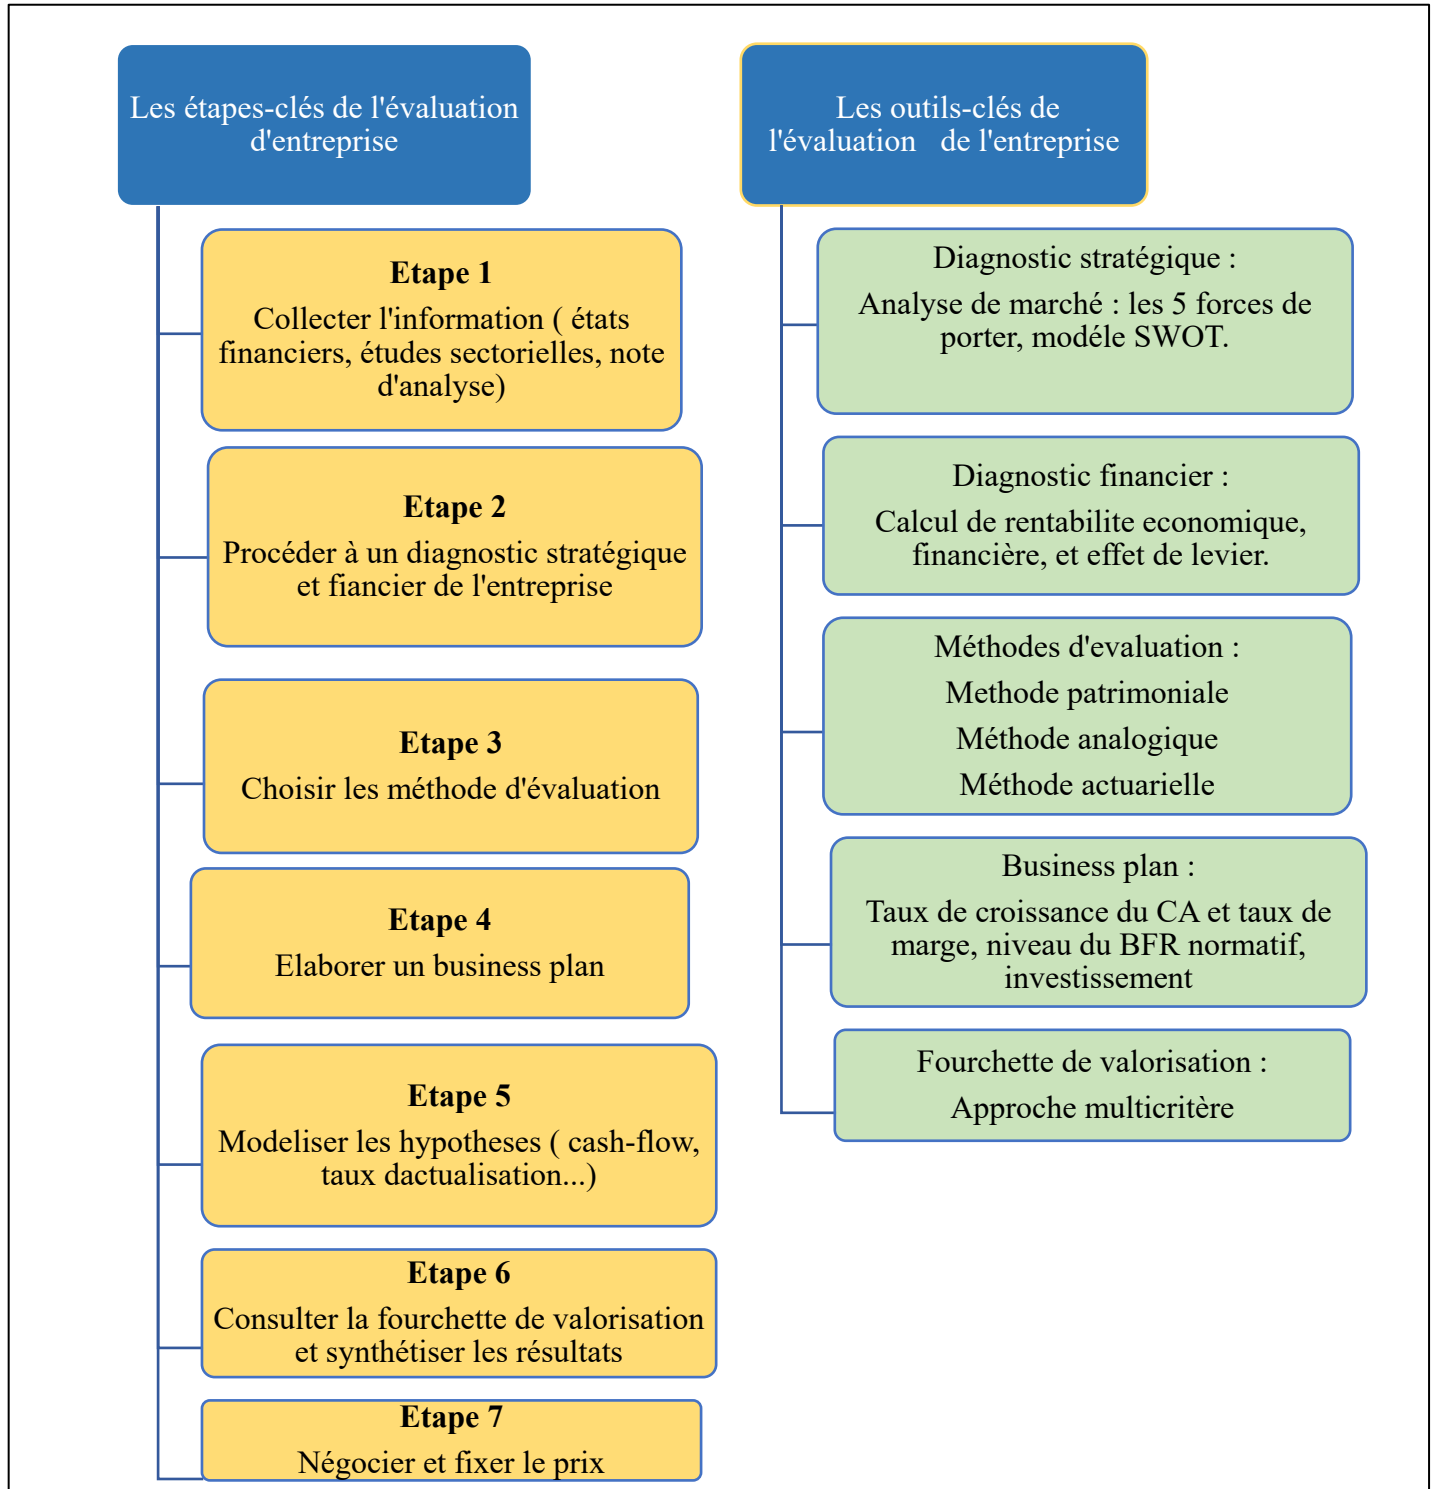 Les étapes-clés de l'évaluation
d'entreprise
Etape 1
Collecter l'information ( états
financiers, études sectorielles, note
d'analyse)
Etape 2
Procéder à un diagnostic stratégique
et fiancier de l'entreprise
Etape 3
Choisir les méthode d'évaluation
Etape 4
Elaborer un business plan
Etape 5
Modeliser les hypotheses ( cash-flow,
taux dactualisation...)
Etape 6
Consulter la fourchette de valorisation
et synthétiser les résultats
Etape 7
Négocier et fixer le prix
Les outils-clés de
l'évaluation de l'entreprise
Diagnostic stratégique :
Analyse de marché : les 5 forces de
porter, modéle SWOT.
Diagnostic financier :
Calcul de rentabilite economique,
financière, et effet de levier.
Méthodes d'evaluation :
Methode patrimoniale
Méthode analogique
Méthode actuarielle
Business plan :
Taux de croissance du CA et taux de
marge, niveau du BFR normatif,
investissement
Fourchette de valorisation :
Approche multicritère